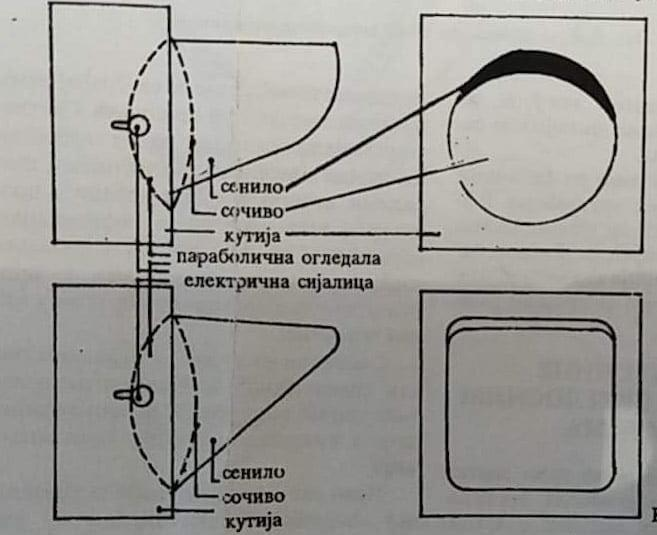 сенило
сочиво
кутија
параболична огледала
електрична сијалица
сенило
сочиво
кутија